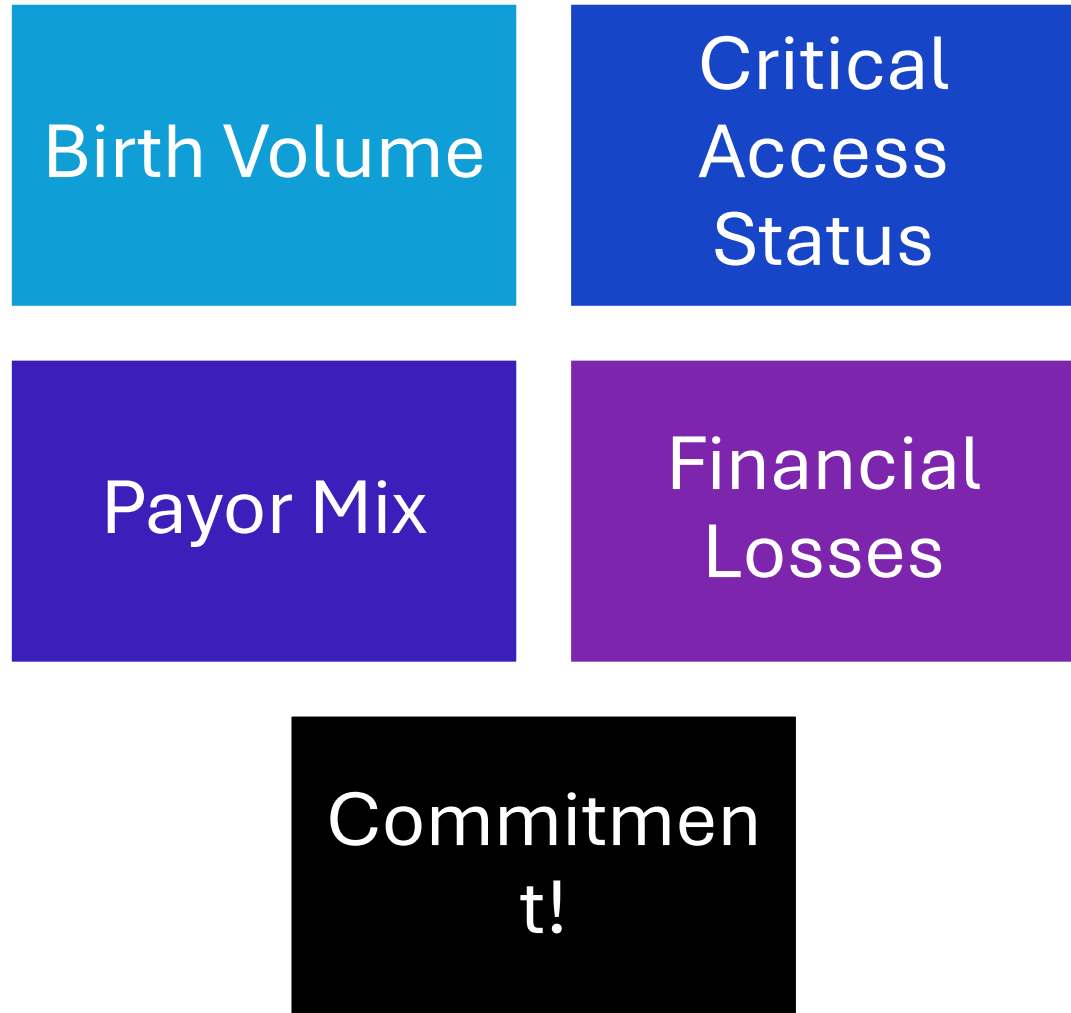 Birth Volume
Critical
Access
Status
Payor Mix
Financial
Losses
Commitmen
t!